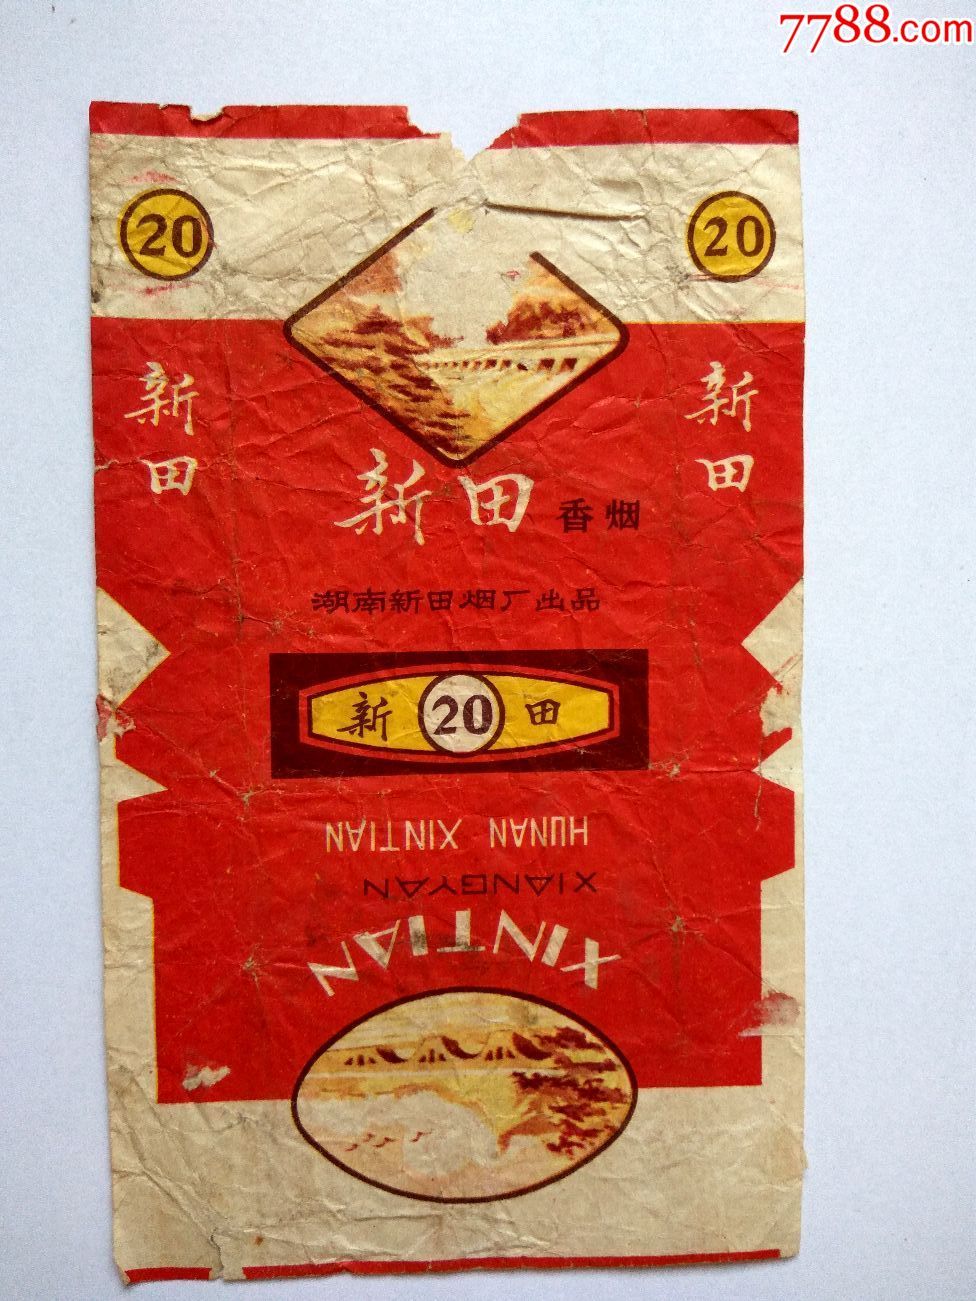 7788.com
20
20
新田
新田
新田 香烟
湖南新田烟厂出品
新 20 田
HUNAN XINTIAN
XIANGYAN
XINTIAN